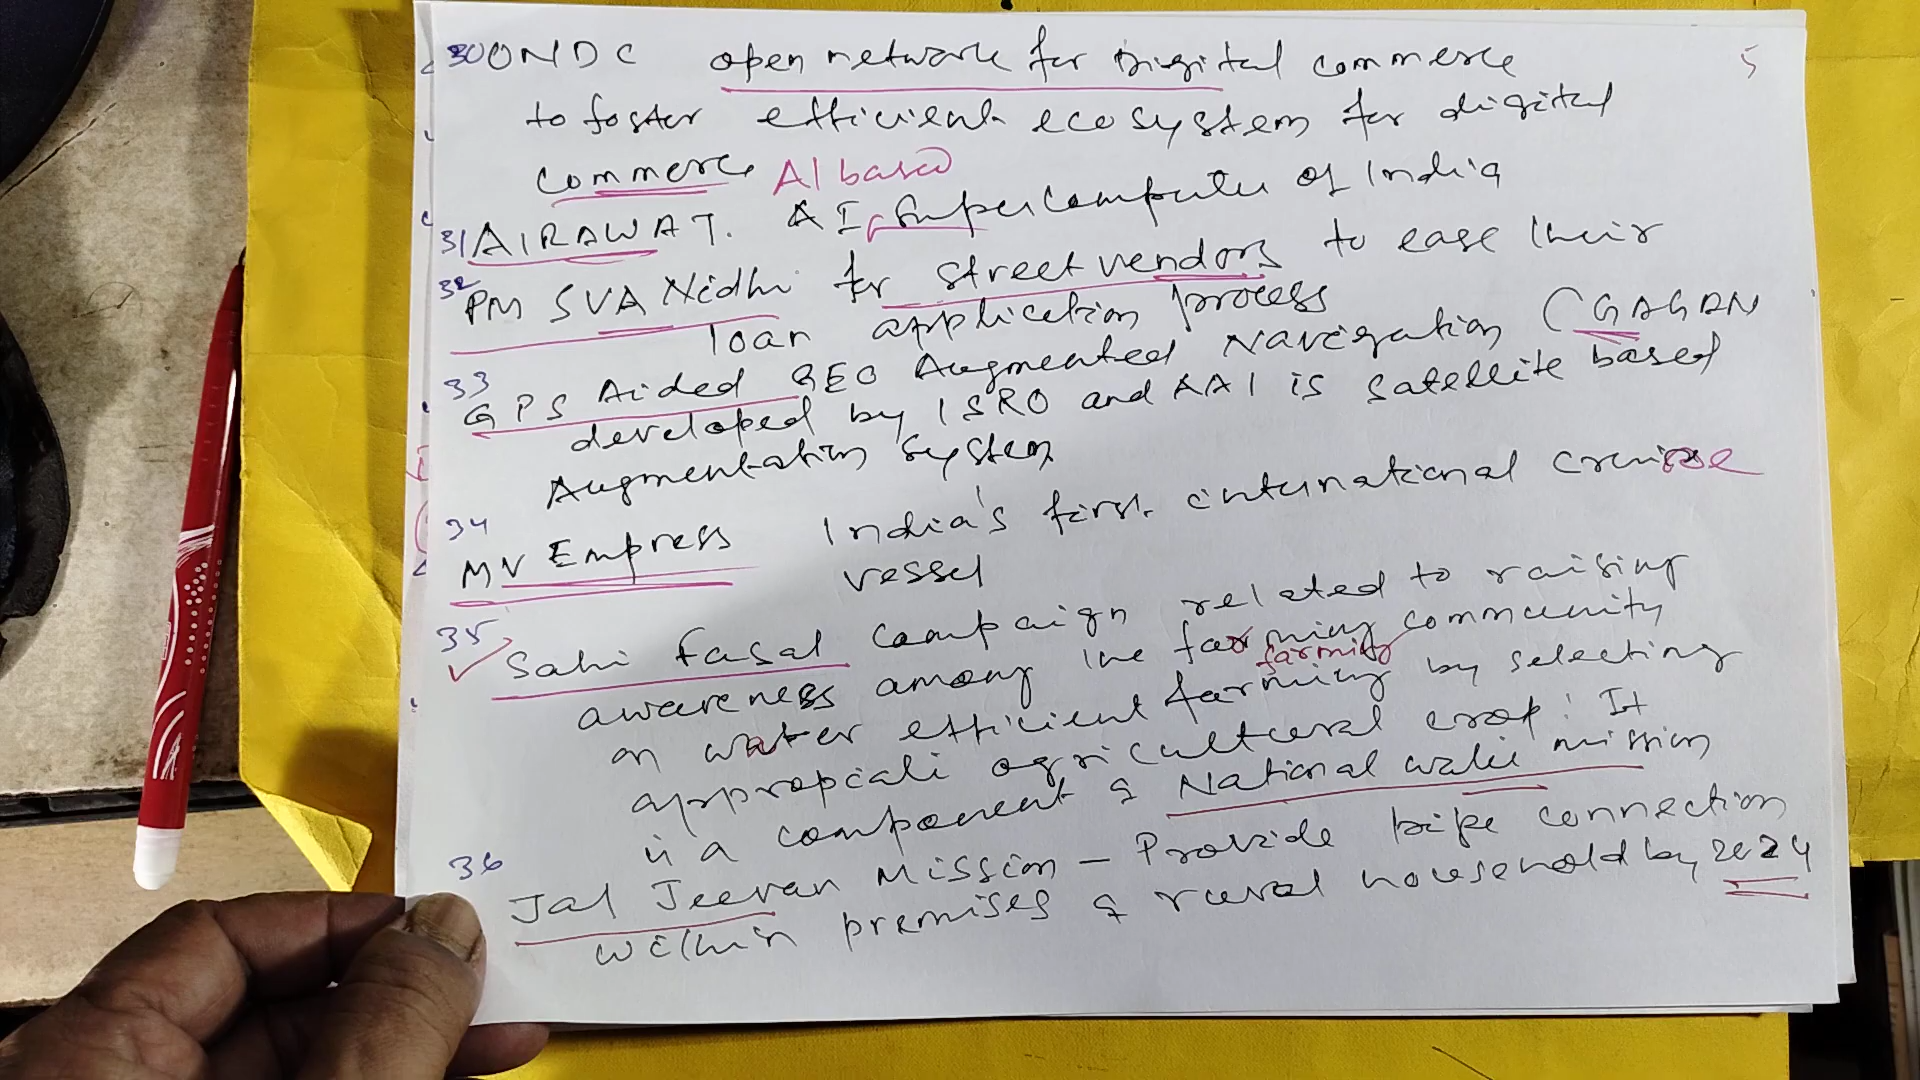 5
30 ONDC open network for Digital commerce
to foster efficient ecosystem for digital
commerce AI based
31 AIRAWAT. AI Supercomputer of India
32 PM SVA Nidhi for street vendors to ease their
loan application process
33 GPS Aided GEO Augmented Navigation (GAGAN
developed by ISRO and AAI is satellite based
Augmentation System
34 MV Empress India's first international cruise
vessel
35 Sahi Fasal campaign related to raising
awareness among the farming community
farming
on water efficient farming by selecting
appropriate agricultural crop. It
is a component of National water mission
36 Jal Jeevan Mission - Provide pipe connection
within premises of rural household by 2024